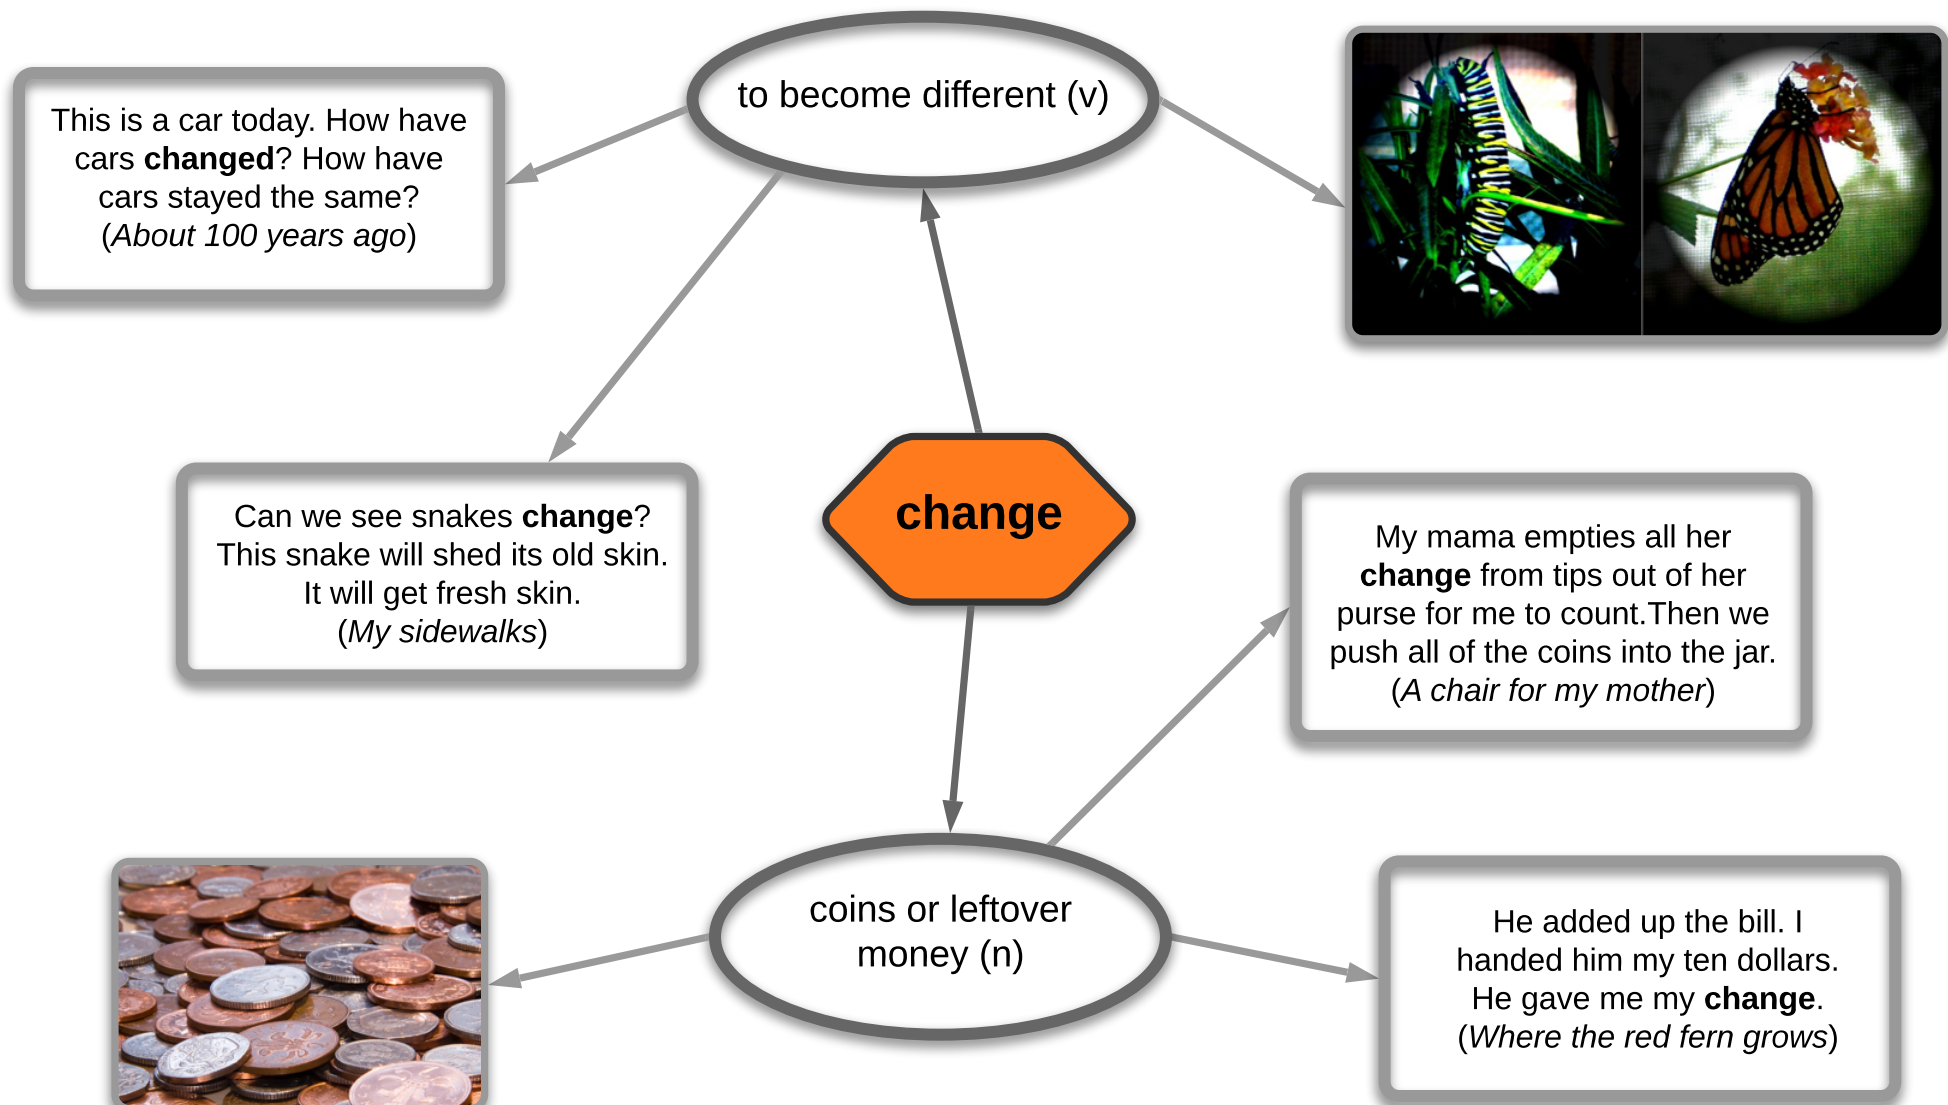 to become different (v)
This is a car today. How have
cars changed? How have
cars stayed the same?
(About 100 years ago)
Can we see snakes change?
This snake will shed its old skin.
It will get fresh skin.
(My sidewalks)
change
My mama empties all her
change from tips out of her
purse for me to count.Then we
push all of the coins into the jar.
(A chair for my mother)
coins or leftover
money (n)
He added up the bill. I
handed him my ten dollars.
He gave me my change.
(Where the red fern grows)